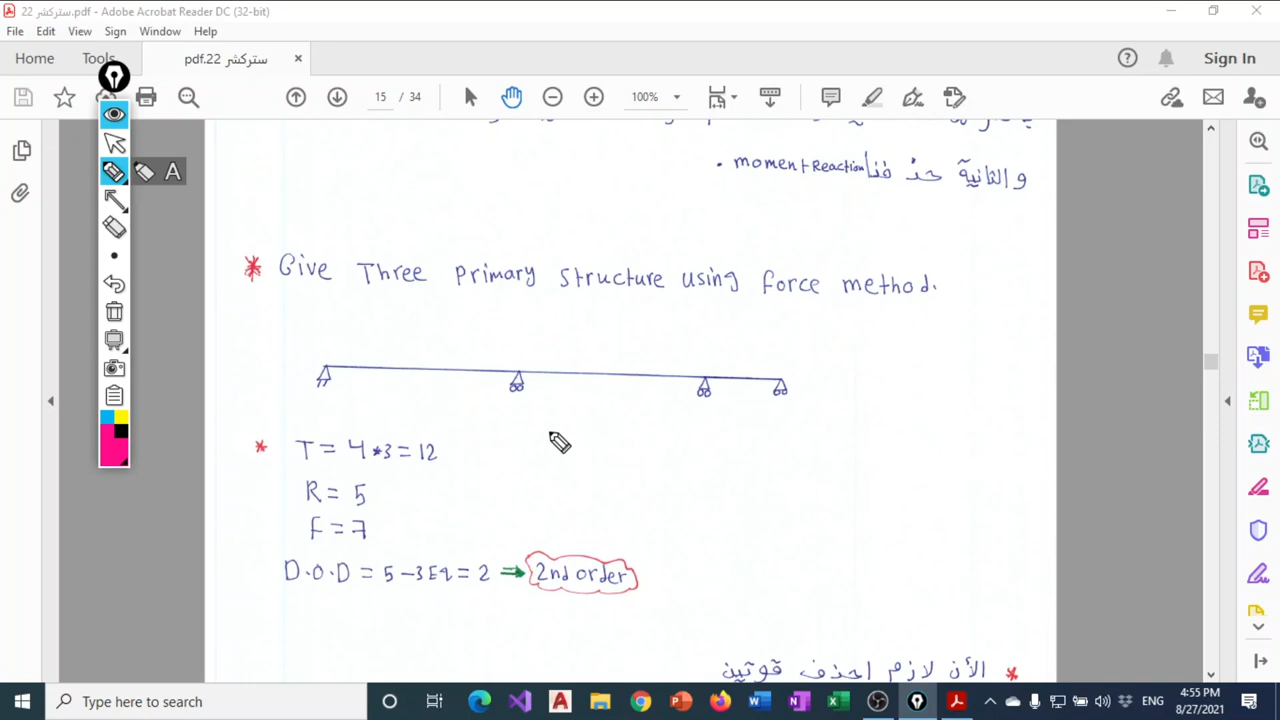 22 ستركشر.pdf - Adobe Acrobat Reader DC (32-bit)
File Edit View Sign Window Help
Home Tools ستركشر 22.pdf Sign In
15 / 34 100%
A
والثانية حذفنا moment Reaction .
* Give Three Primary Structure using force method.
* T = 4 *3 = 12
R = 5
F = 7
D.O.D = 5 -3Eq = 2 ⇒ 2nd order
* الأن لازم احذف قوتين
Type here to search
ENG
4:55 PM
8/27/2021